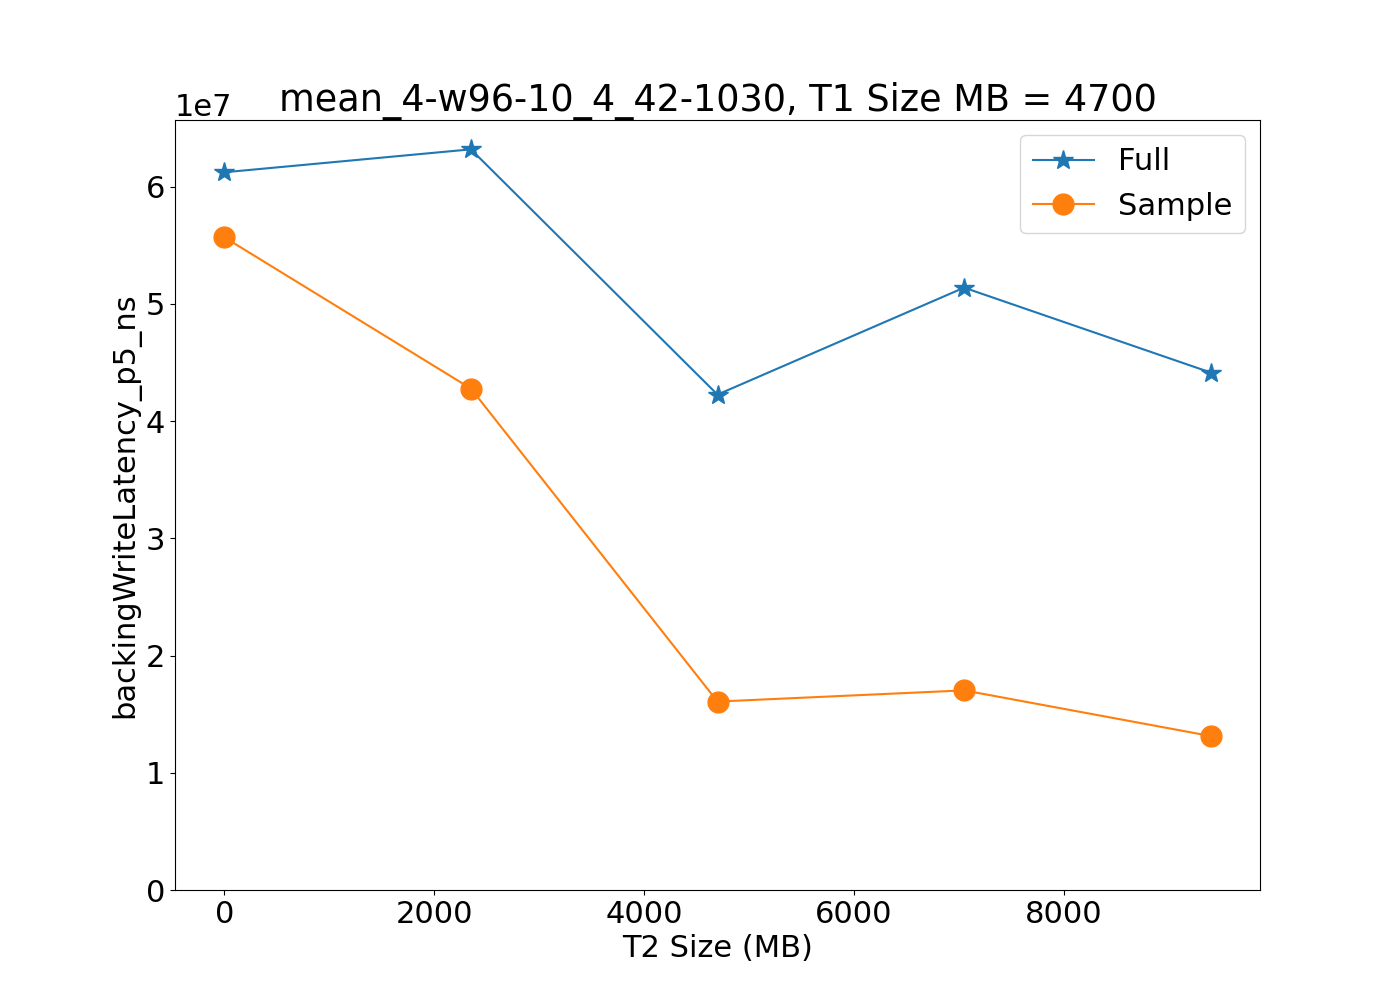 mean_4-w96-10_4_42-1030, T1 Size MB = 4700
1e7
Full
Sample
6
5
4
3
2
1
0
backingWriteLatency_p5_ns
0 2000 4000 6000 8000
T2 Size (MB)